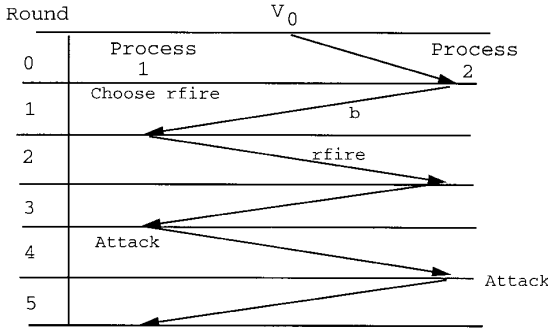 Round V0
Process 1
Process 2
0
Choose rfire
1
b
2
rfire
3
Attack
4
Attack
5